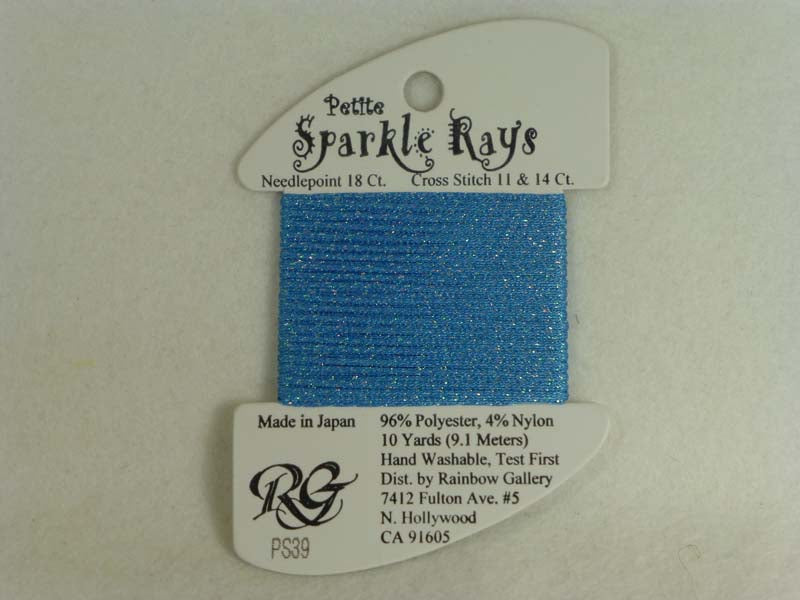 Petite
Sparkle Rays
Needlepoint 18 Ct. Cross Stitch 11 & 14 Ct.
Made in Japan
RG
PS39
96% Polyester, 4% Nylon
10 Yards (9.1 Meters)
Hand Washable, Test First
Dist. by Rainbow Gallery
7412 Fulton Ave. #5
N. Hollywood
CA 91605